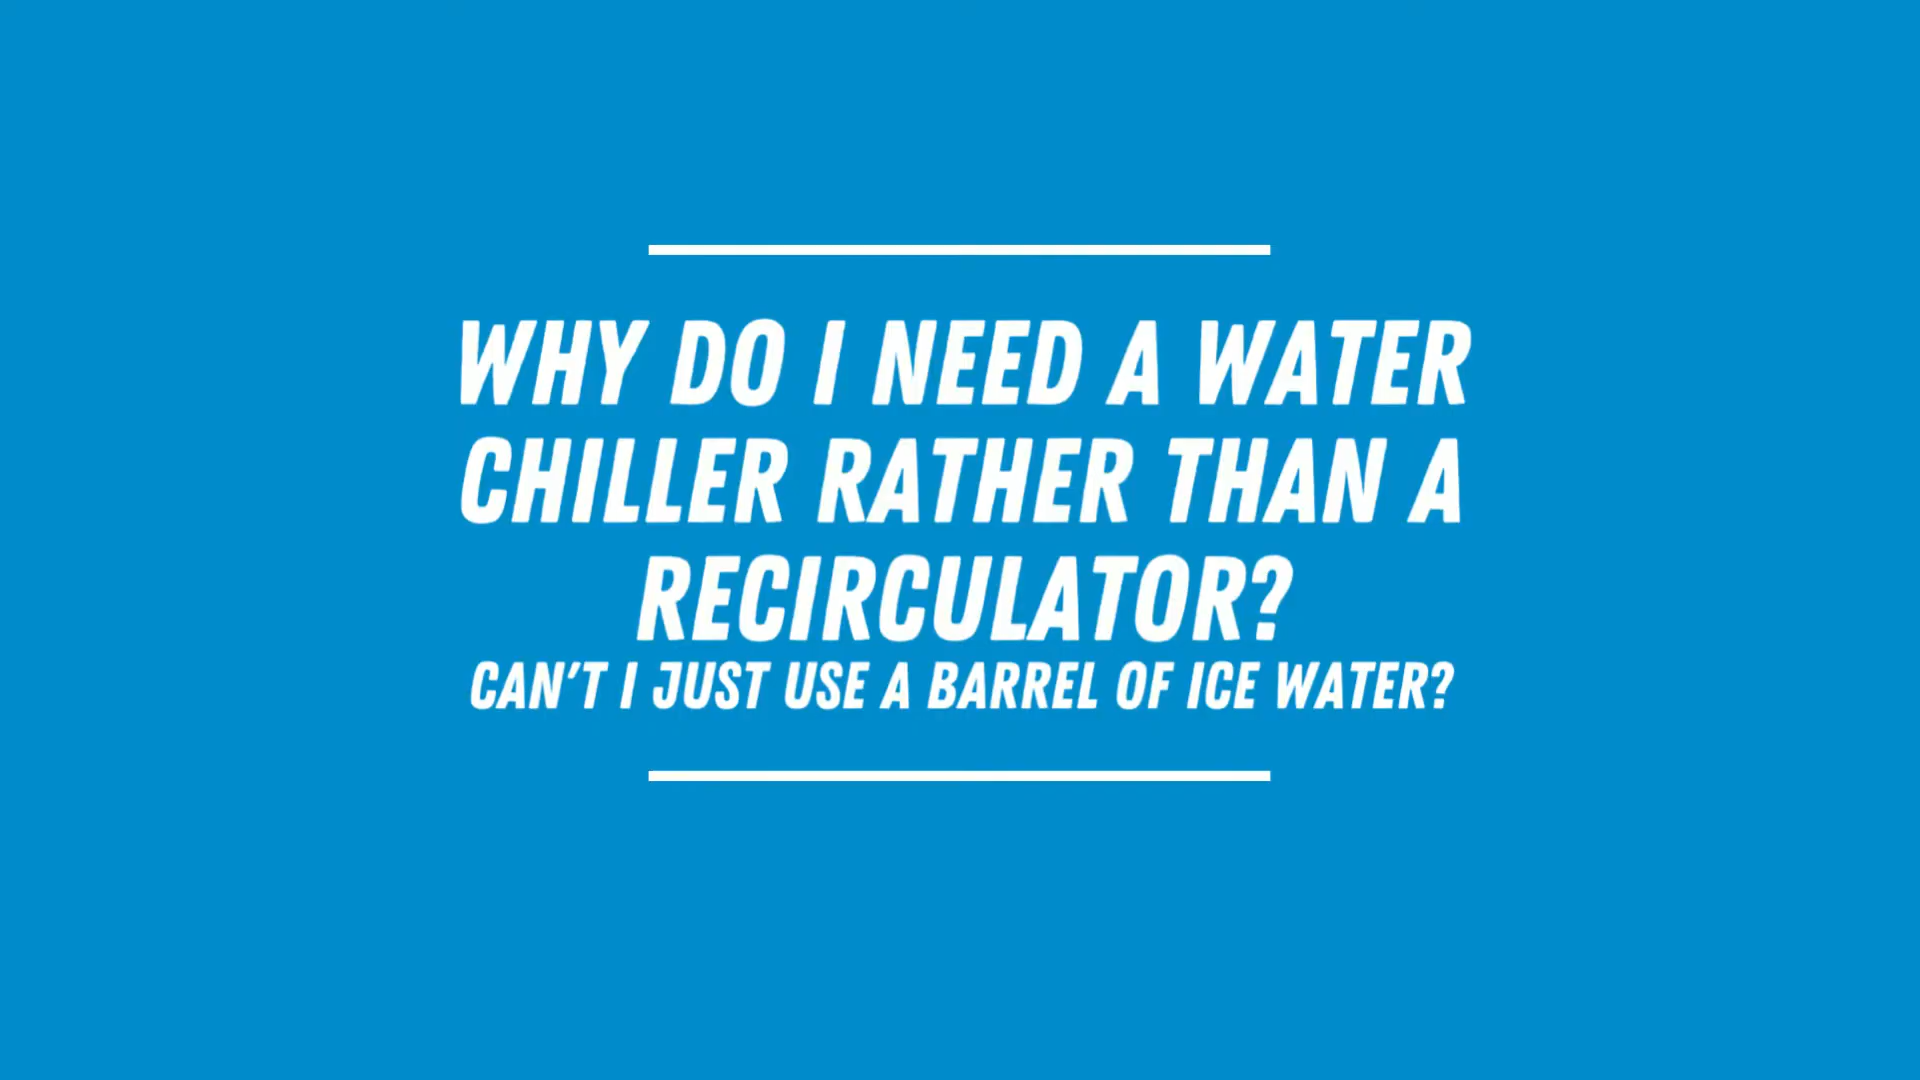 WHY DO I NEED A WATER
CHILLER RATHER THAN A
RECIRCULATOR?
CAN'T I JUST USE A BARREL OF ICE WATER?